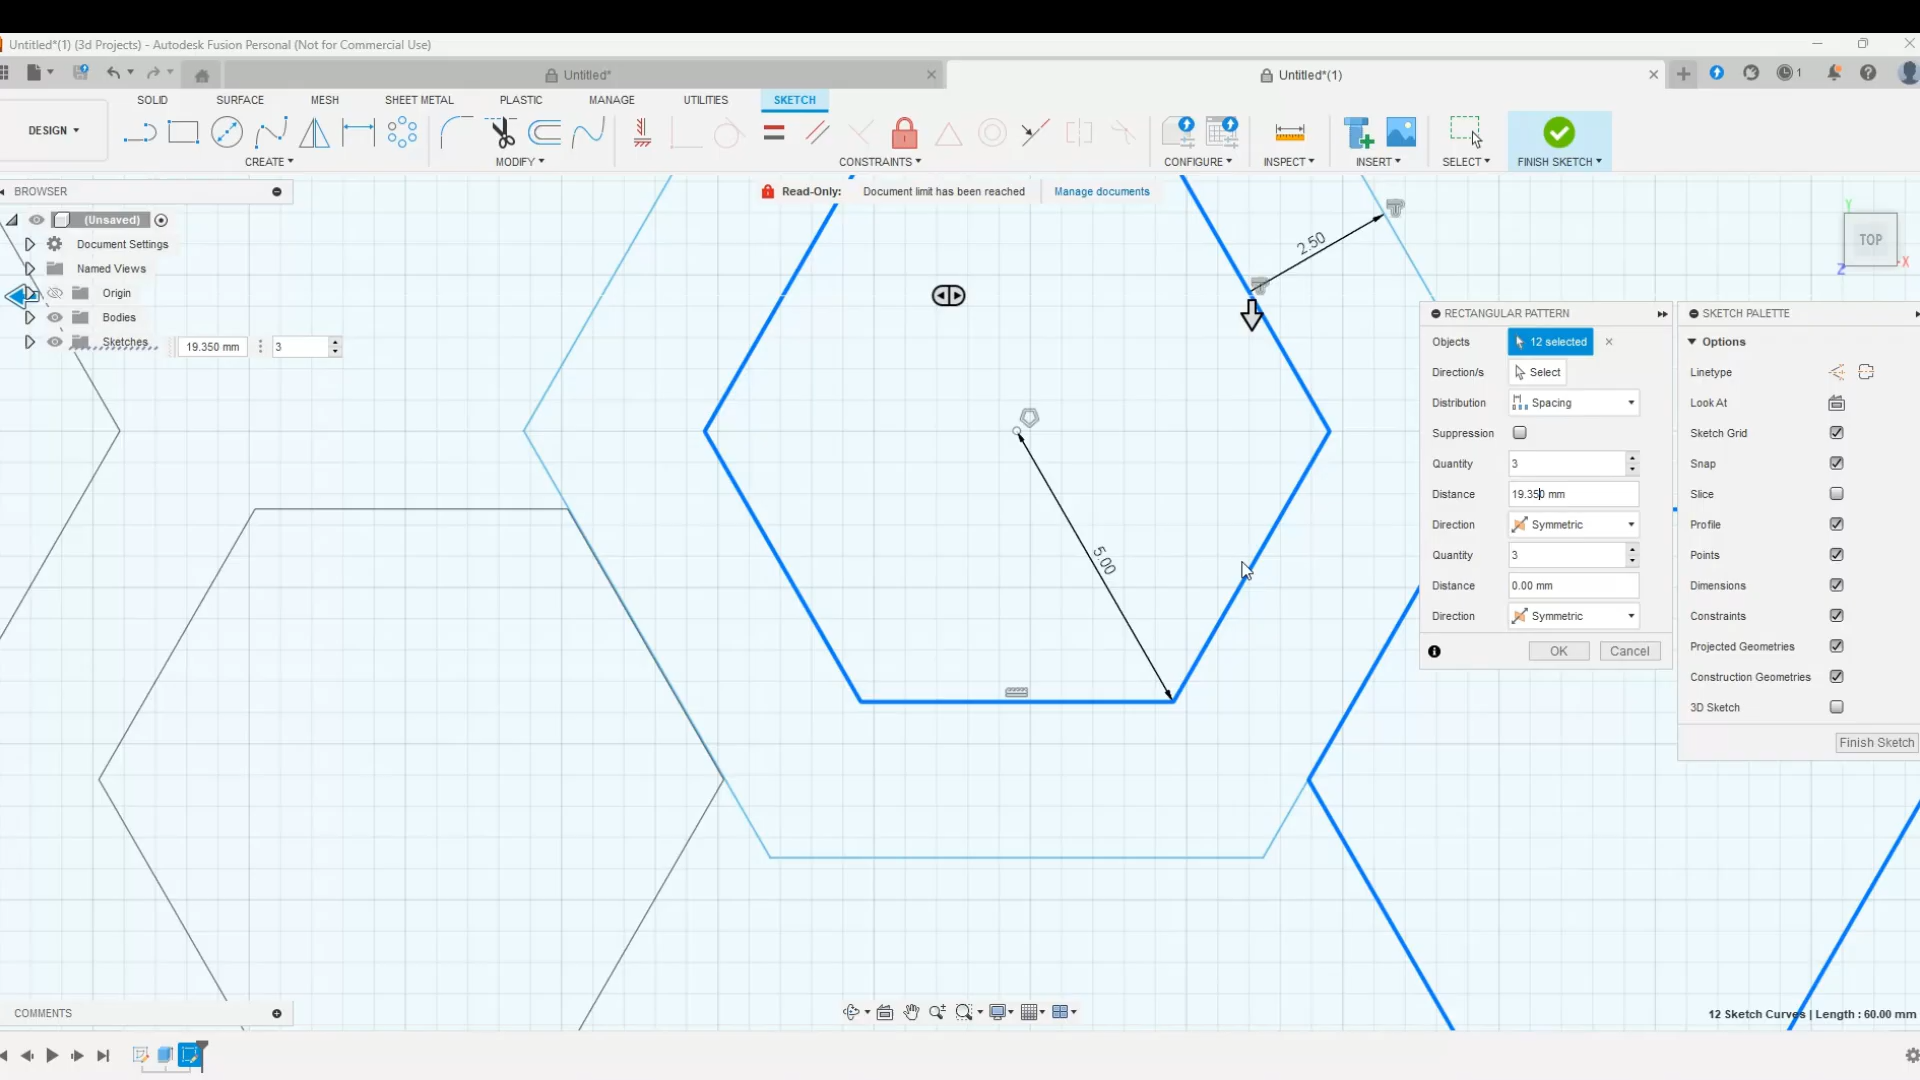 Untitled*(1) (3d Projects) - Autodesk Fusion Personal (Not for Commercial Use)
Untitled*
Untitled*(1)
1
SOLID SURFACE MESH SHEET METAL PLASTIC MANAGE UTILITIES SKETCH
DESIGN
CREATE MODIFY CONSTRAINTS CONFIGURE INSPECT INSERT SELECT FINISH SKETCH
BROWSER
Read-Only: Document limit has been reached Manage documents
(Unsaved)
Document Settings
Named Views
Origin
Bodies
Sketches
19.350 mm
3
2.50
5.00
TOP
Y
X
Z
RECTANGULAR PATTERN
Objects 12 selected
Direction/s Select
Distribution Spacing
Suppression
Quantity 3
Distance 19.350 mm
Direction Symmetric
Quantity 3
Distance 0.00 mm
Direction Symmetric
OK Cancel
SKETCH PALETTE
Options
Linetype
Look At
Sketch Grid
Snap
Slice
Profile
Points
Dimensions
Constraints
Projected Geometries
Construction Geometries
3D Sketch
Finish Sketch
COMMENTS
12 Sketch Curves | Length : 60.00 mm